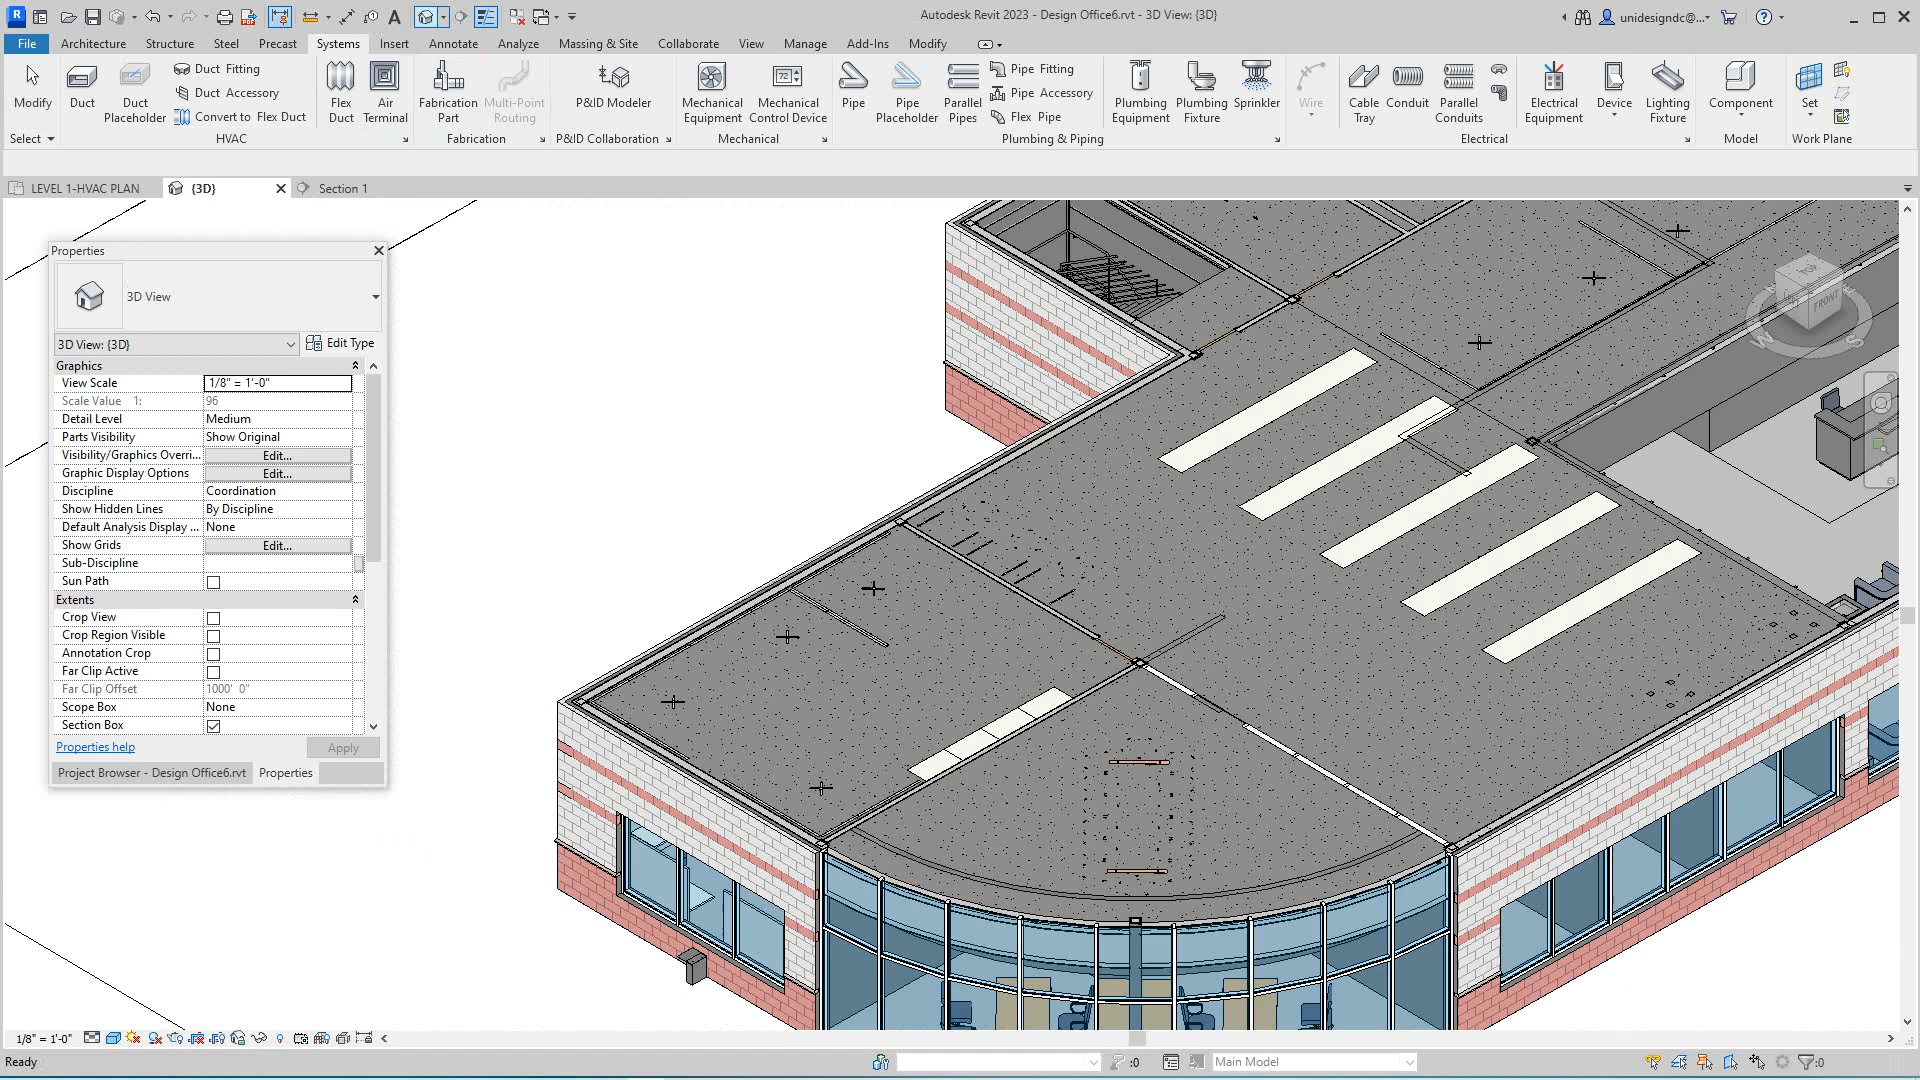 Autodesk Revit 2023 - Design Office6.rvt - 3D View: {3D}
unidesigndc@...
File Architecture Structure Steel Precast Systems Insert Annotate Analyze Massing & Site Collaborate View Manage Add-Ins Modify
Modify
Duct
Duct Placeholder
Duct Fitting
Duct Accessory
Convert to Flex Duct
Flex Duct
Air Terminal
Fabrication Part
Multi-Point Routing
P&ID Modeler
Mechanical Equipment
Mechanical Control Device
Pipe
Pipe Placeholder
Parallel Pipes
Pipe Fitting
Pipe Accessory
Flex Pipe
Plumbing Equipment
Plumbing Fixture
Sprinkler
Wire
Cable Tray
Conduit
Parallel Conduits
Electrical Equipment
Device
Lighting Fixture
Component
Set
Select HVAC Fabrication P&ID Collaboration Mechanical Plumbing & Piping Electrical Model Work Plane
LEVEL 1-HVAC PLAN {3D} Section 1
Properties
3D View
3D View: {3D} Edit Type
Graphics
View Scale 1/8" = 1'-0"
Scale Value 1: 96
Detail Level Medium
Parts Visibility Show Original
Visibility/Graphics Overri... Edit...
Graphic Display Options Edit...
Discipline Coordination
Show Hidden Lines By Discipline
Default Analysis Display ... None
Show Grids Edit...
Sub-Discipline
Sun Path
Extents
Crop View
Crop Region Visible
Annotation Crop
Far Clip Active
Far Clip Offset 1000' 0"
Scope Box None
Section Box
Properties help Apply
Project Browser - Design Office6.rvt Properties
TOP
FRONT
W S
1/8" = 1'-0"
Ready
:0
Main Model
:0